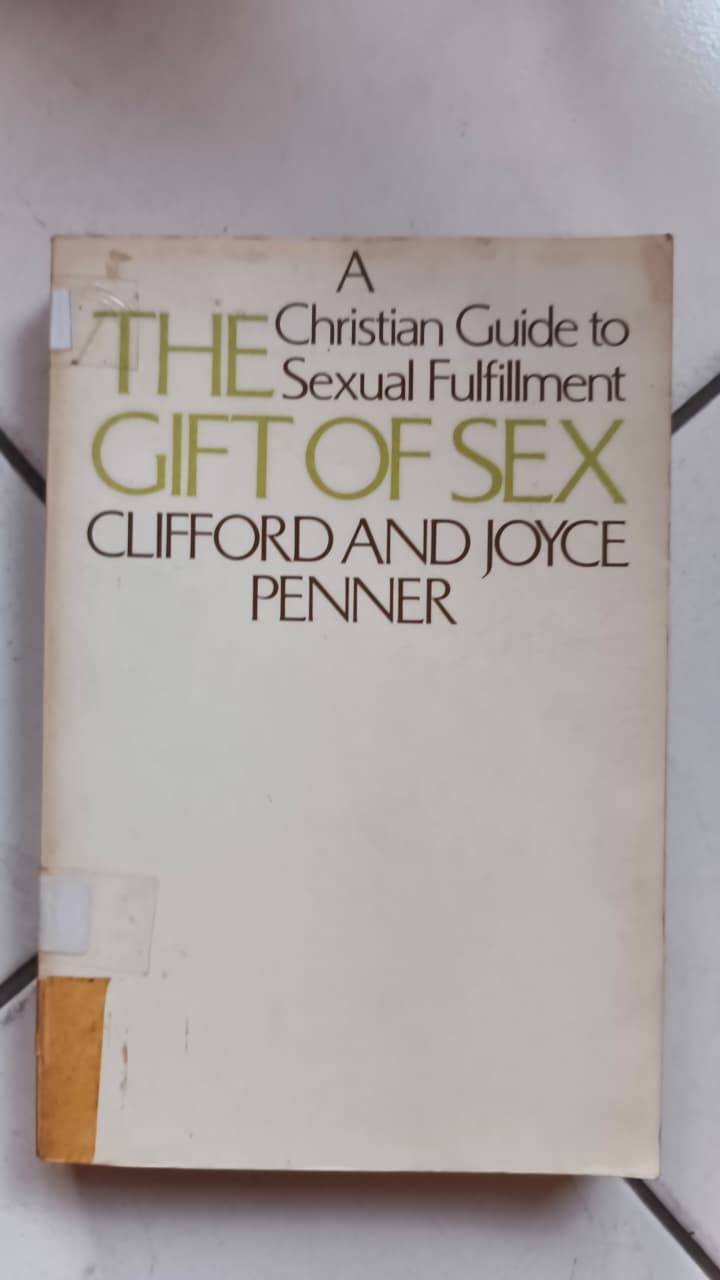 A
Christian Guide to
THE Sexual Fulfillment
GIFT OF SEX
CLIFFORD AND JOYCE
PENNER